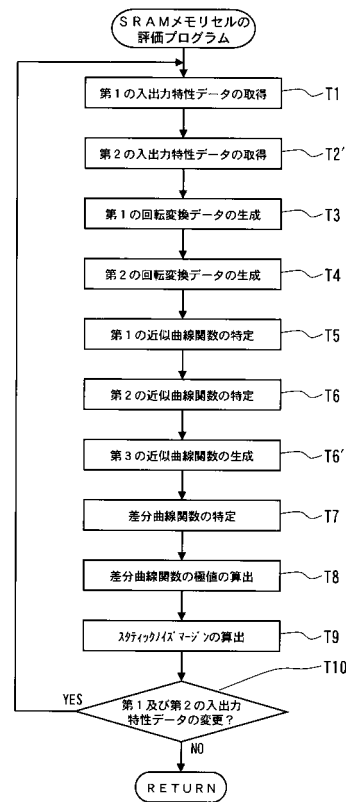 SRAMメモリセルの
評価プログラム
第1の入出力特性データの取得
T1
第2の入出力特性データの取得
T2'
第1の回転変換データの生成
T3
第2の回転変換データの生成
T4
第1の近似曲線関数の特定
T5
第2の近似曲線関数の特定
T6
第3の近似曲線関数の生成
T6'
差分曲線関数の特定
T7
差分曲線関数の極値の算出
T8
スタティックノイズマージンの算出
T9
T10
YES
第1及び第2の入出力
特性データの変更?
NO
RETURN